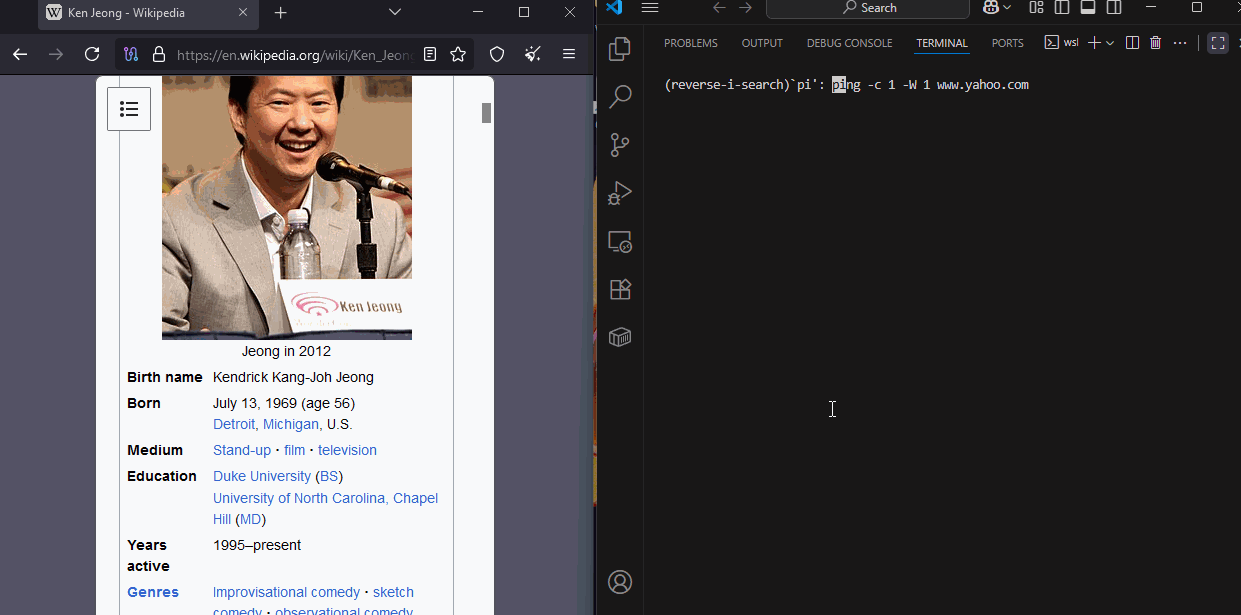 Ken Jeong - Wikipedia
https://en.wikipedia.org/wiki/Ken_Jeong
Ken Jeong
Jeong in 2012
Birth name Kendrick Kang-Joh Jeong
Born July 13, 1969 (age 56)
Detroit, Michigan, U.S.
Medium Stand-up · film · television
Education Duke University (BS)
University of North Carolina, Chapel
Hill (MD)
Years 1995–present
active
Genres Improvisational comedy · sketch
comedy · observational comedy
Search
PROBLEMS OUTPUT DEBUG CONSOLE TERMINAL PORTS wsl
(reverse-i-search)`pi': ping -c 1 -W 1 www.yahoo.com